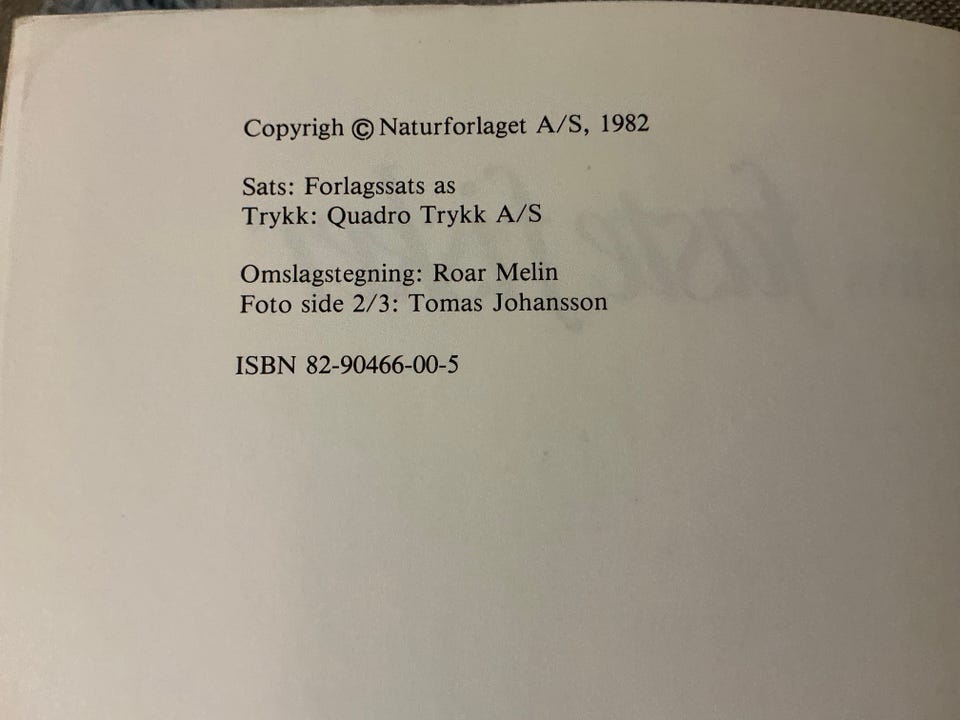 Copyrigh © Naturforlaget A/S, 1982
Sats: Forlagssats as
Trykk: Quadro Trykk A/S
Omslagstegning: Roar Melin
Foto side 2/3: Tomas Johansson
ISBN 82-90466-00-5